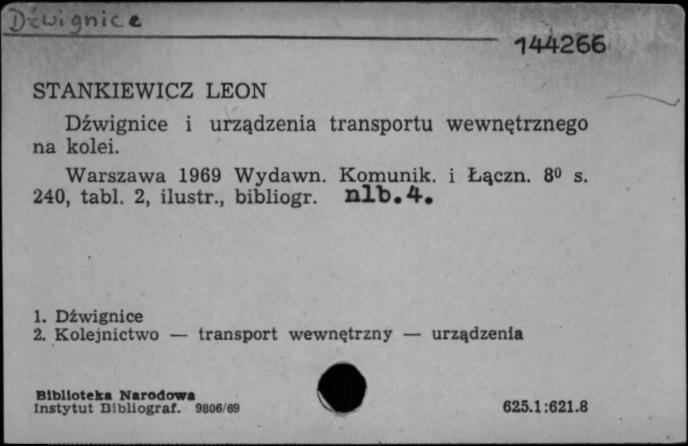 Dźwignice
144266
STANKIEWICZ LEON
Dźwignice i urządzenia transportu wewnętrznego
na kolei.
Warszawa 1969 Wydawn. Komunik. i Łączn. 8⁰ s.
240, tabl. 2, ilustr., bibliogr. nlb.4.
1. Dźwignice
2. Kolejnictwo — transport wewnętrzny — urządzenia
Biblioteka Narodowa
Instytut Bibliograf. 9806/69
625.1:621.8